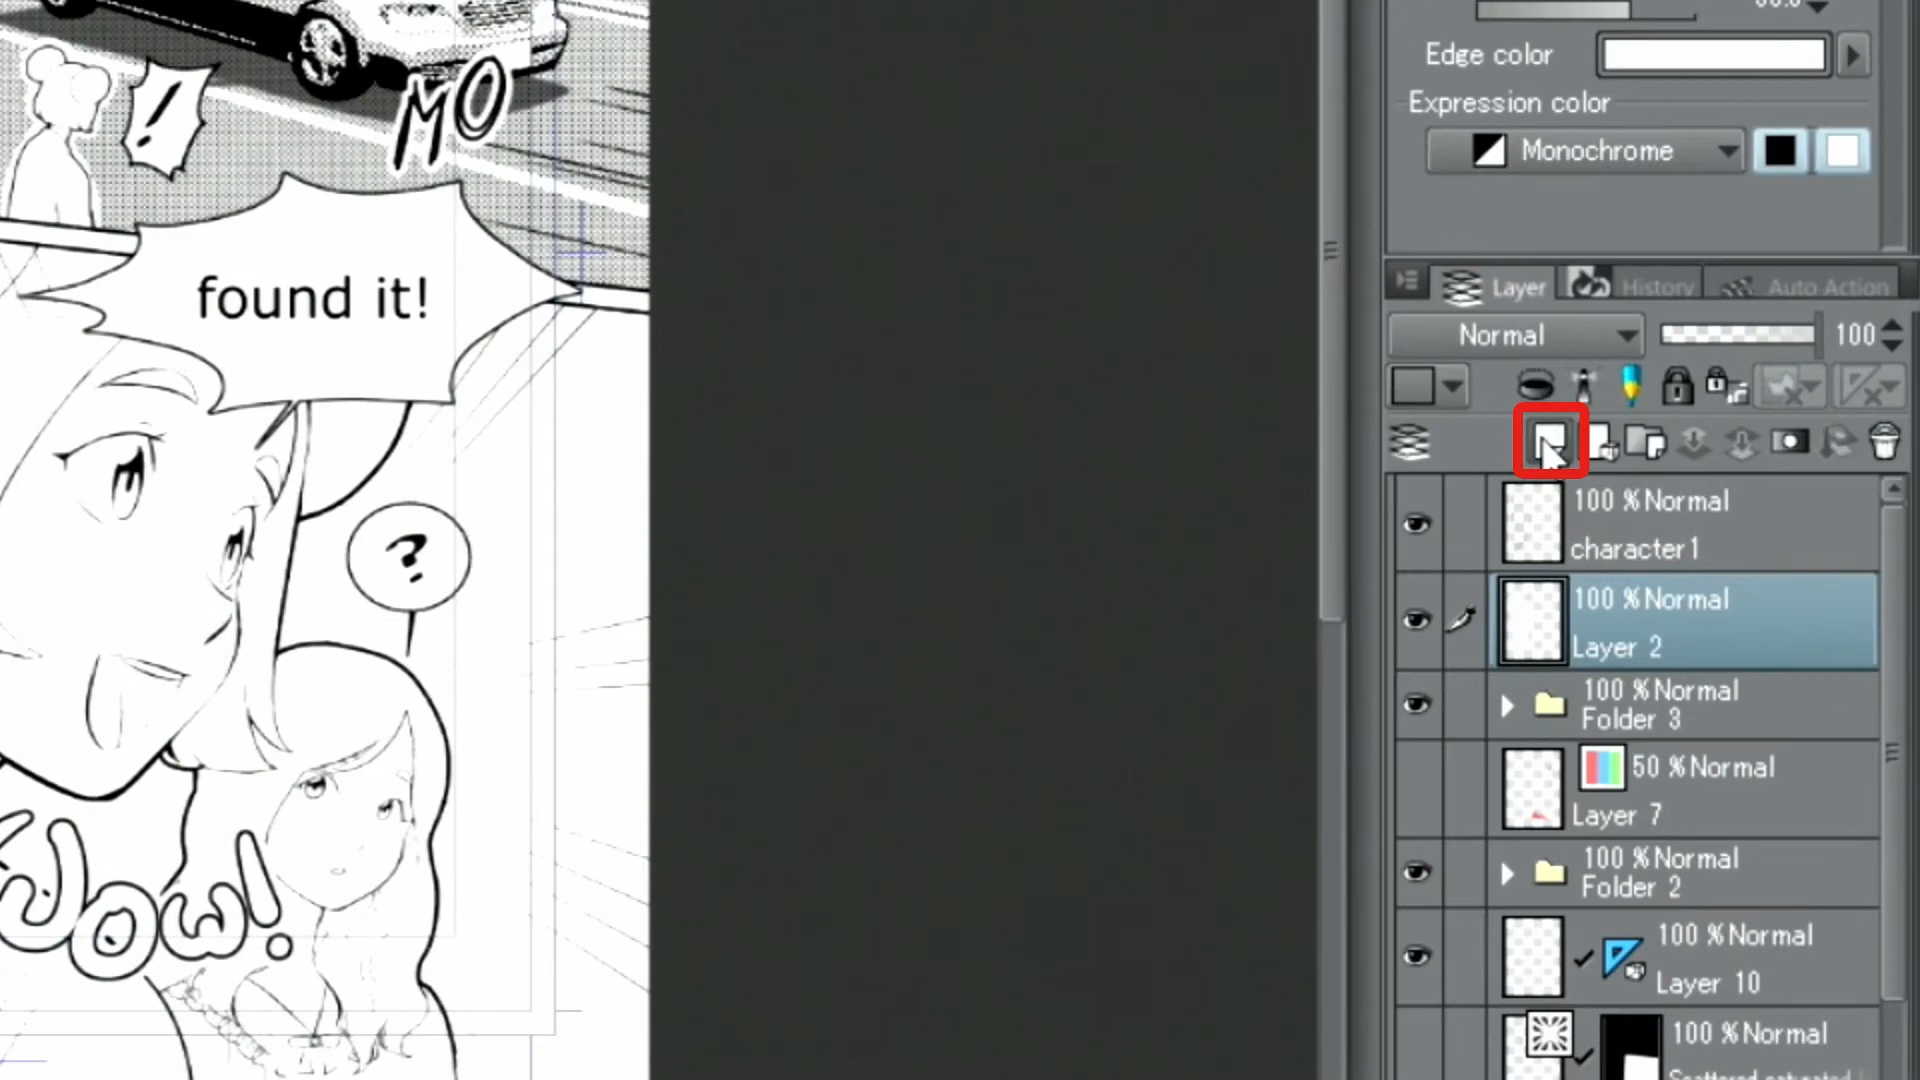 MO
!
found it!
?
Wow!
Edge color
Expression color
Monochrome
Layer
History
Auto Action
Normal
100
100 %Normal
character1
100 %Normal
Layer 2
100 %Normal
Folder 3
50 %Normal
Layer 7
100 %Normal
Folder 2
100 %Normal
Layer 10
100 %Normal